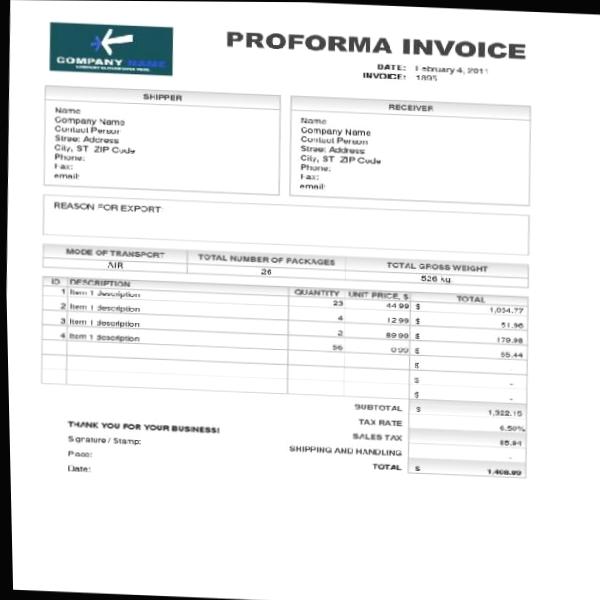 COMPANY NAME
PROFORMA INVOICE
DATE: February 4, 2011
INVOICE: 1895
SHIPPER
Name
Company Name
Contact Person
Street Address
City, ST ZIP Code
Phone:
Fax:
email:
RECEIVER
Name
Company Name
Contact Person
Street Address
City, ST ZIP Code
Phone:
Fax:
email:
REASON FOR EXPORT:
MODE OF TRANSPORT TOTAL NUMBER OF PACKAGES TOTAL GROSS WEIGHT
AIR 26 526 kg
ID DESCRIPTION QUANTITY UNIT PRICE, $ TOTAL
1 Item 1 description 23 44.99 $ 1,034.77
2 Item 1 description 4 12.99 $ 51.96
3 Item 1 description 2 89.99 $ 179.98
4 Item 1 description 56 0.99 $ 55.44
$ -
$ -
$ -
SUBTOTAL $ 1,322.15
TAX RATE 6.50%
SALES TAX 85.94
SHIPPING AND HANDLING -
TOTAL $ 1,408.09
THANK YOU FOR YOUR BUSINESS!
Signature / Stamp:
Place:
Date: